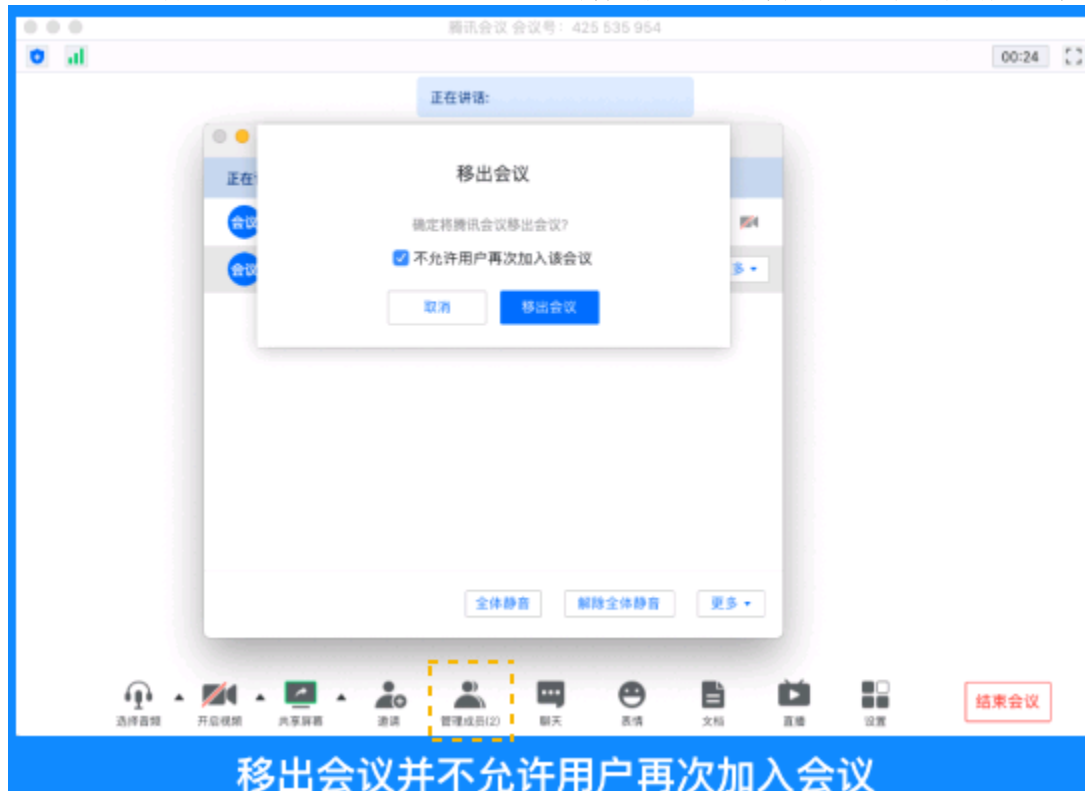 腾讯会议 会议号：425 535 954
00:24
正在讲话:
正在
移出会议
会议
确定将腾讯会议移出会议?
不允许用户再次加入该会议
会议
多
取消
移出会议
全体静音
解除全体静音
更多
选择音频
开启视频
共享屏幕
邀请
管理成员(2)
聊天
表情
文档
直播
设置
结束会议
移出会议并不允许用户再次加入会议